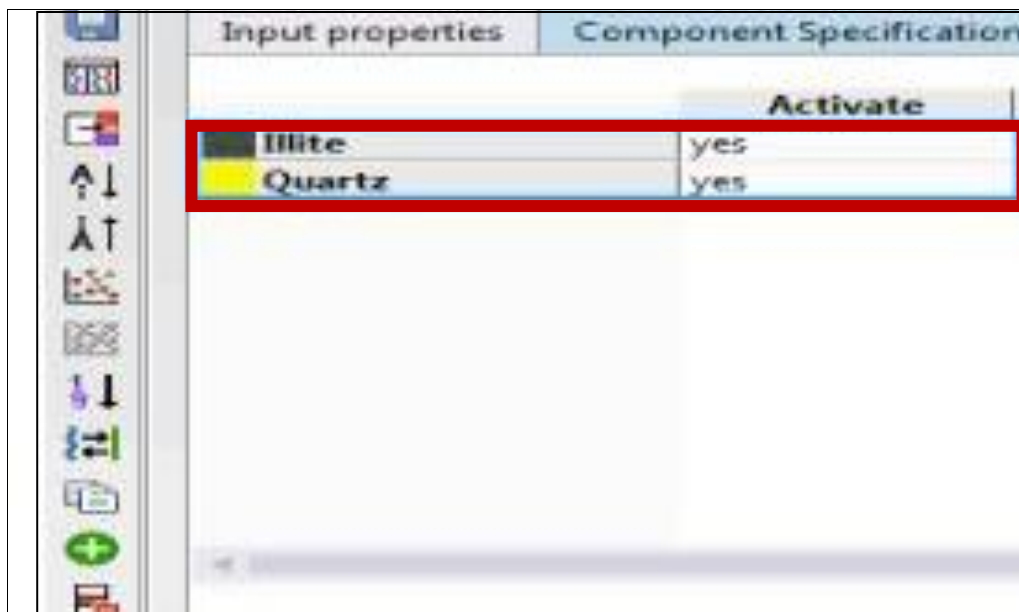 Input properties Component Specification
Activate
Illite yes
Quartz yes